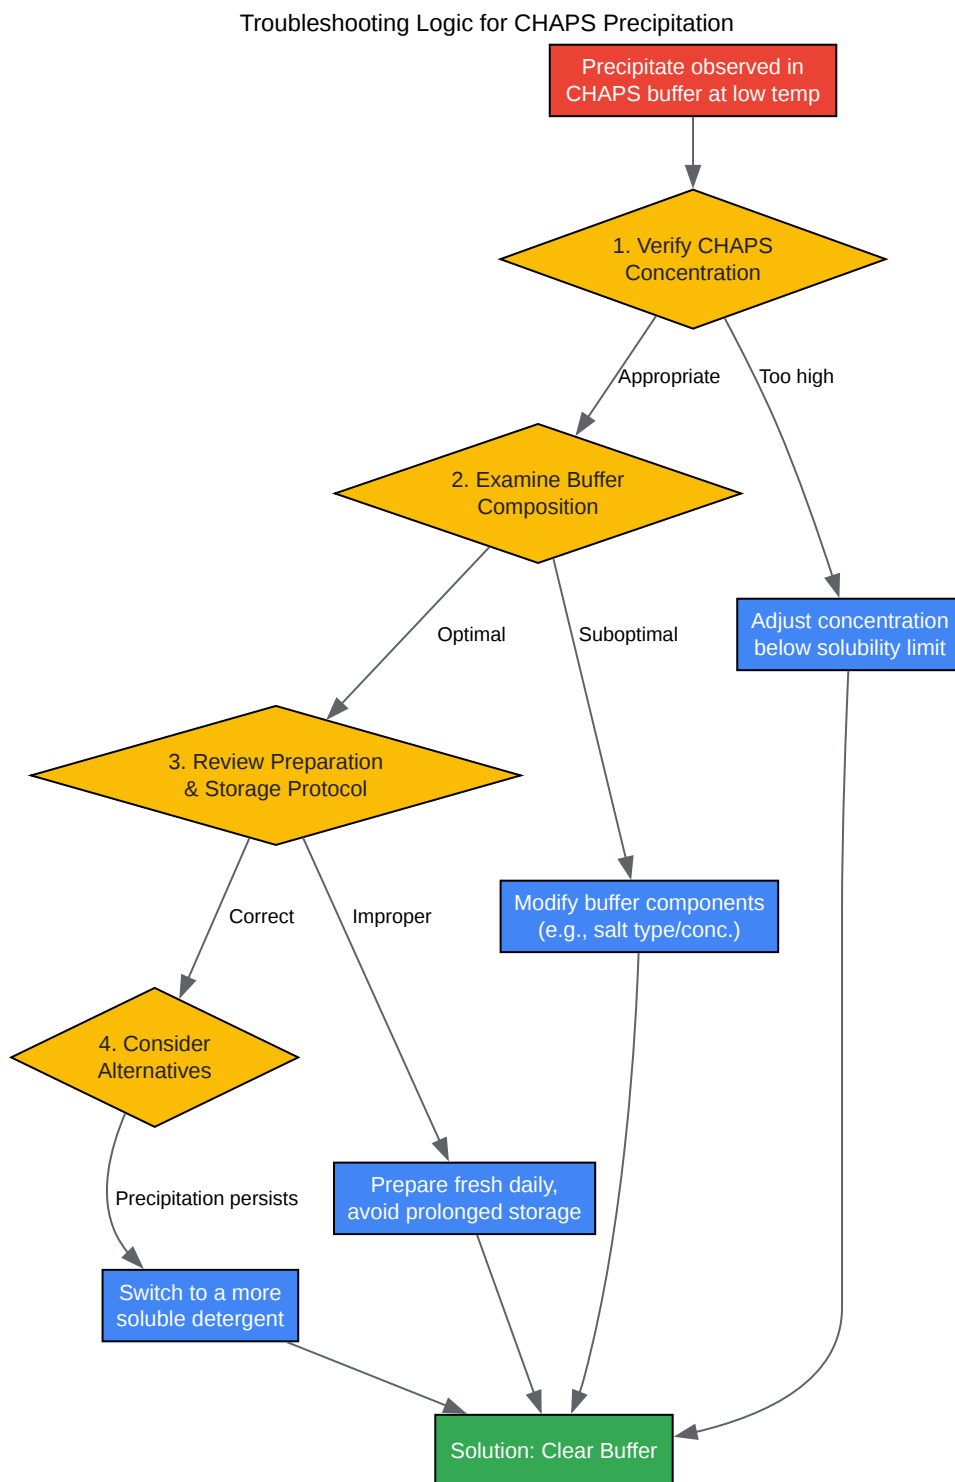 Troubleshooting Logic for CHAPS Precipitation
Precipitate observed in
CHAPS buffer at low temp
1. Verify CHAPS
Concentration
Appropriate
Too high
2. Examine Buffer
Composition
Optimal
Suboptimal
Adjust concentration
below solubility limit
3. Review Preparation
& Storage Protocol
Correct
Improper
Modify buffer components
(e.g., salt type/conc.)
4. Consider
Alternatives
Precipitation persists
Prepare fresh daily,
avoid prolonged storage
Switch to a more
soluble detergent
Solution: Clear Buffer